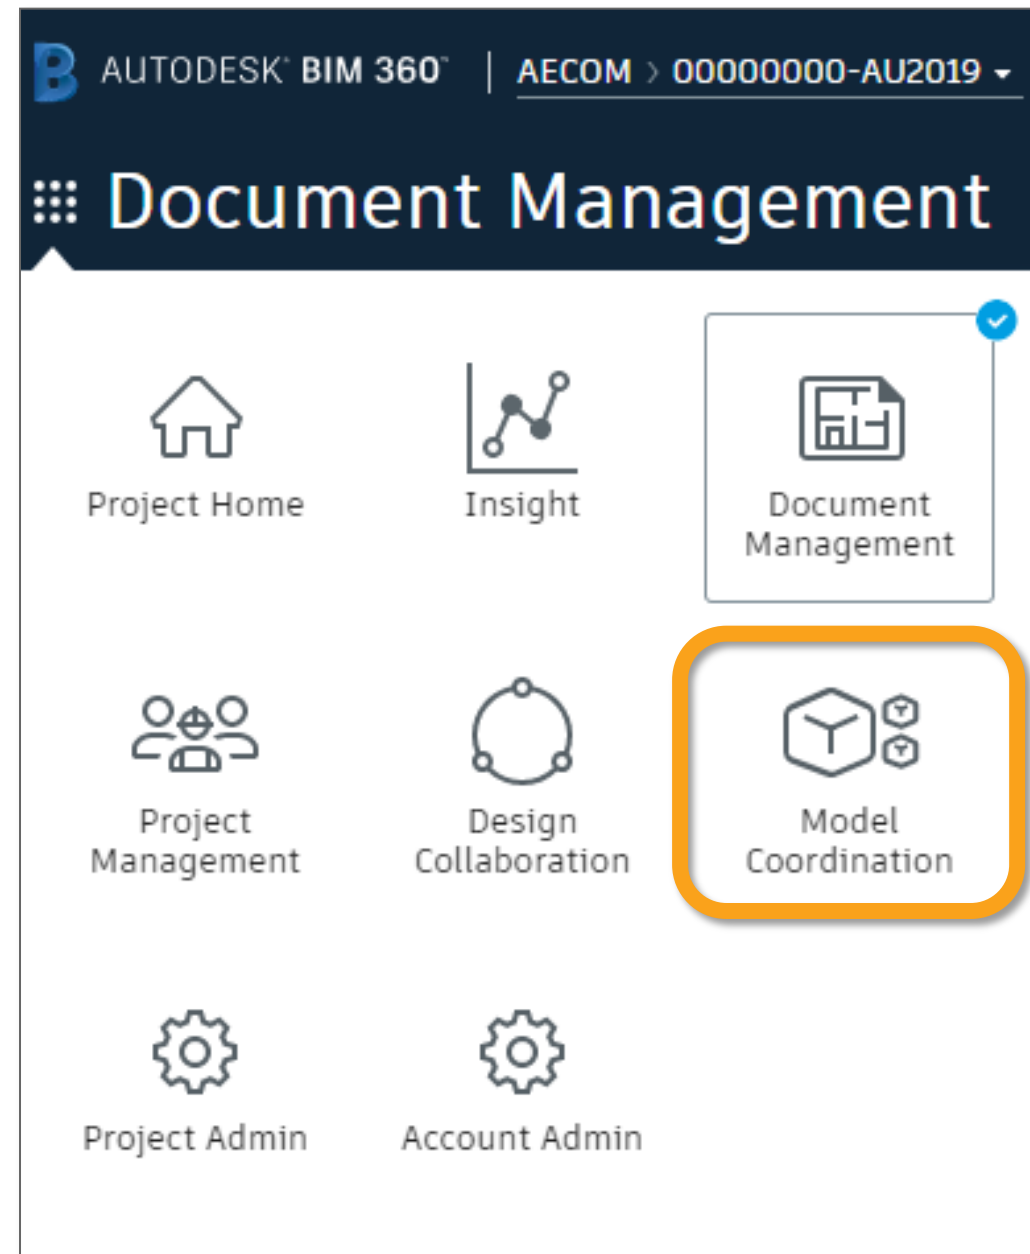 AUTODESK® BIM 360™ | AECOM > 00000000-AU2019
Document Management
Project Home
Insight
Document
Management
Project
Management
Design
Collaboration
Model
Coordination
Project Admin
Account Admin